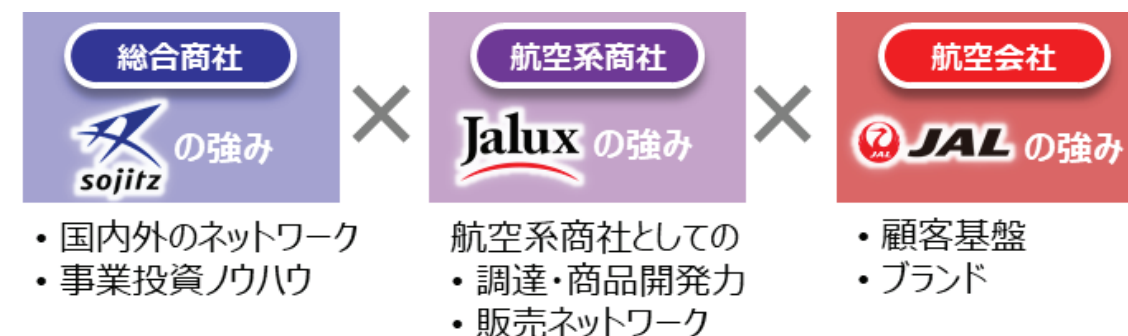 総合商社
sojitz の強み
・国内外のネットワーク
・事業投資ノウハウ
航空系商社
Jalux の強み
航空系商社としての
・調達・商品開発力
・販売ネットワーク
航空会社
JAL JAL の強み
・顧客基盤
・ブランド